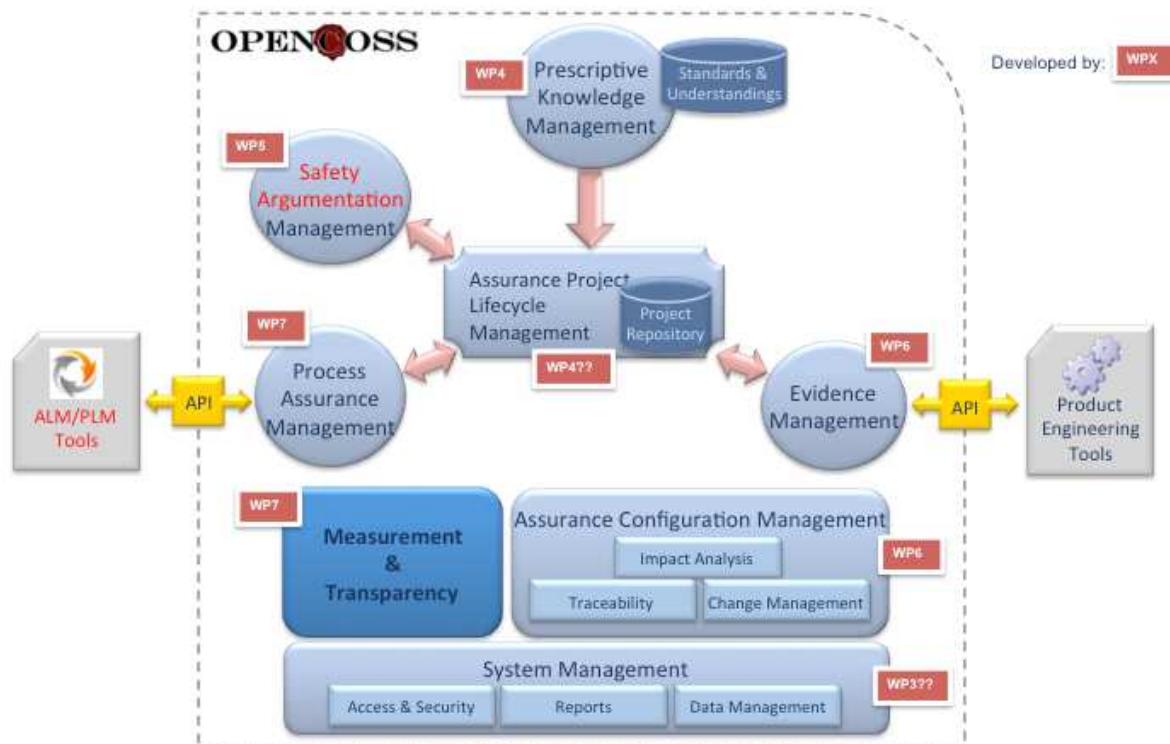 OPENCOSS
WP4
Prescriptive
Knowledge
Management
Standards &
Understandings
Developed by:
WPX
WP5
Safety
Argumentation
Management
Assurance Project
Lifecycle
Management
Project
Repository
WP4??
WP7
Process
Assurance
Management
WP6
Evidence
Management
ALM/PLM
Tools
API
API
Product
Engineering
Tools
WP7
Measurement
&
Transparency
Assurance Configuration Management
WP6
Impact Analysis
Traceability
Change Management
System Management
WP3??
Access & Security
Reports
Data Management